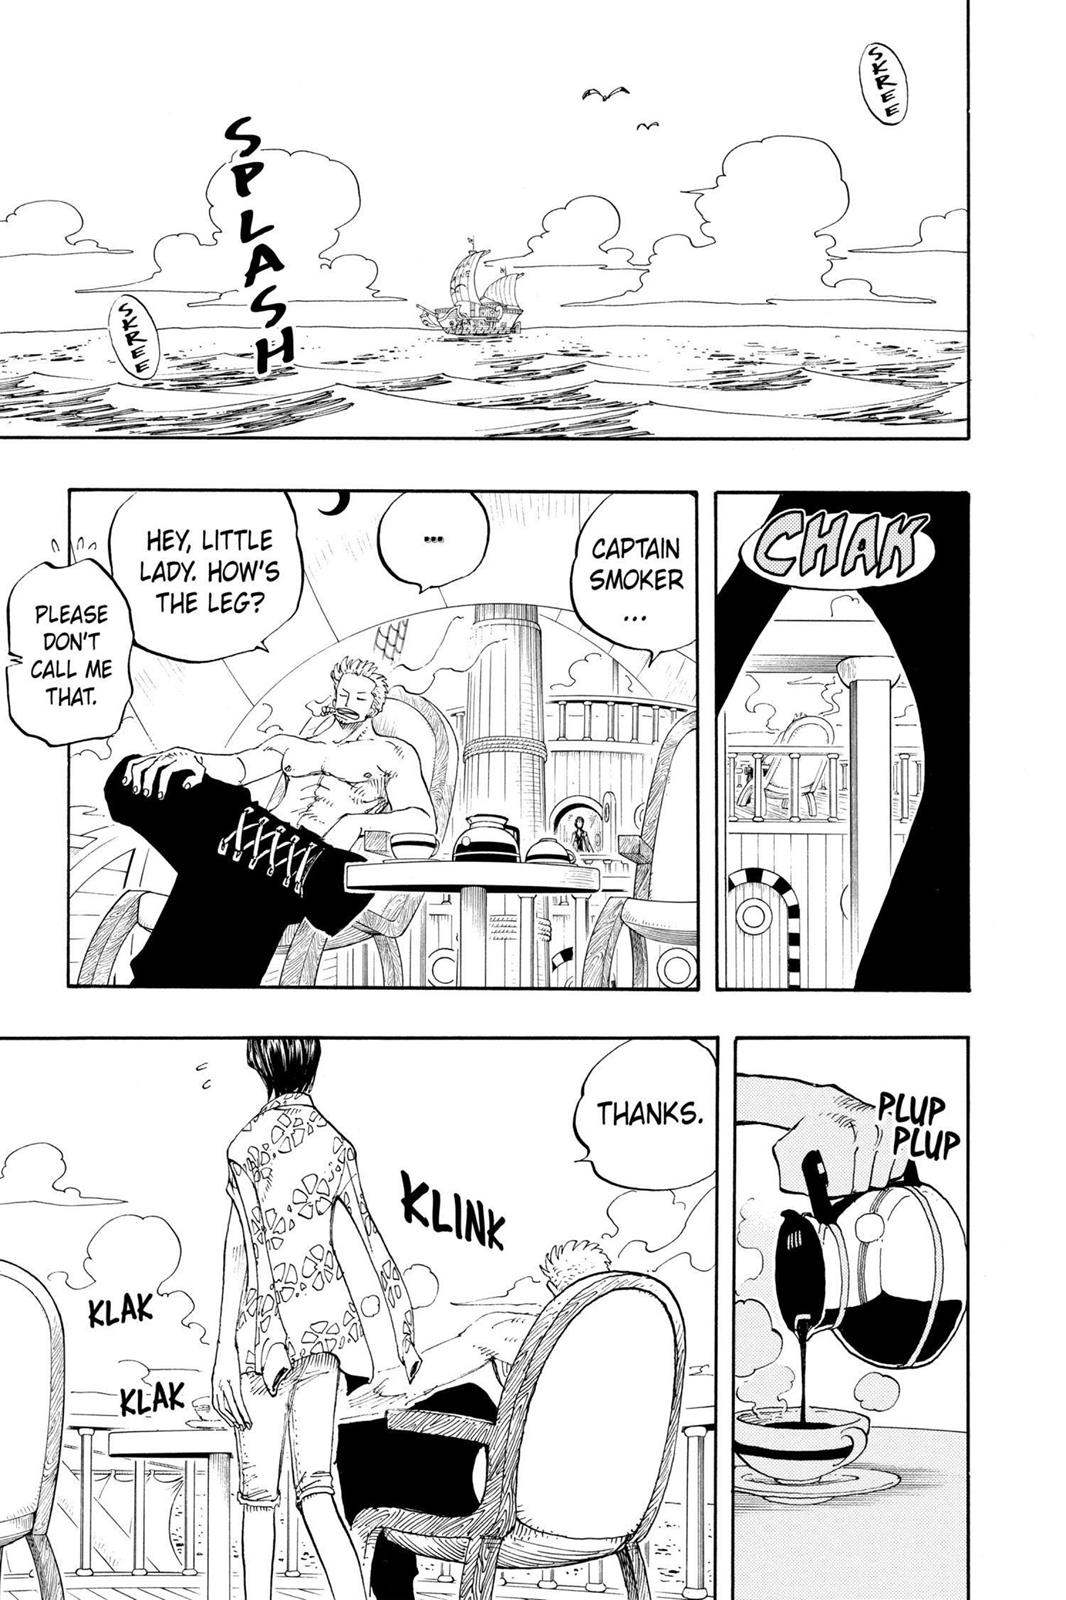 SKREE
SPLASH
SKREE
CHAK
CAPTAIN
SMOKER
...
...
HEY, LITTLE
LADY. HOW'S
THE LEG?
PLEASE
DON'T
CALL ME
THAT.
PLUP
PLUP
THANKS.
KLINK
KLAK
KLAK